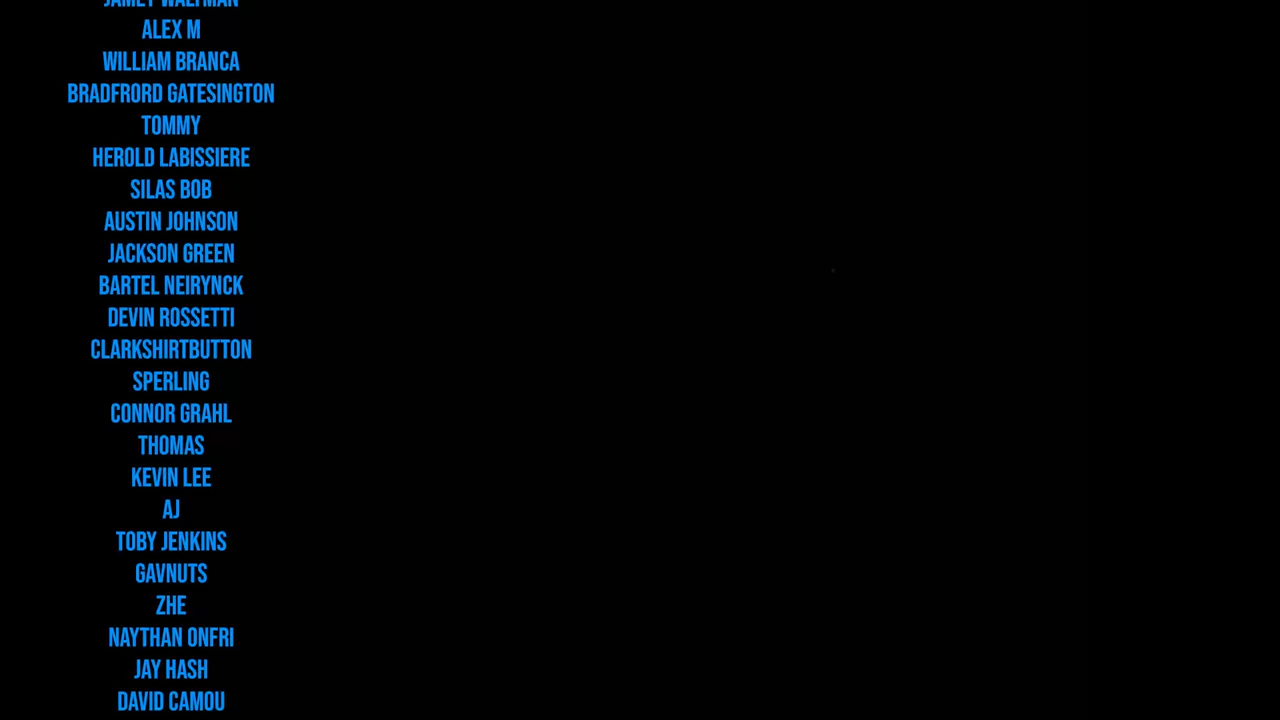 ALEX M
WILLIAM BRANCA
BRADFRORD GATESINGTON
TOMMY
HEROLD LABISSIERE
SILAS BOB
AUSTIN JOHNSON
JACKSON GREEN
BARTEL NEIRYNCK
DEVIN ROSSETTI
CLARKSHIRTBUTTON
SPERLING
CONNOR GRAHL
THOMAS
KEVIN LEE
AJ
TOBY JENKINS
GAVNUTS
ZHE
NAYTHAN ONFRI
JAY HASH
DAVID CAMOU